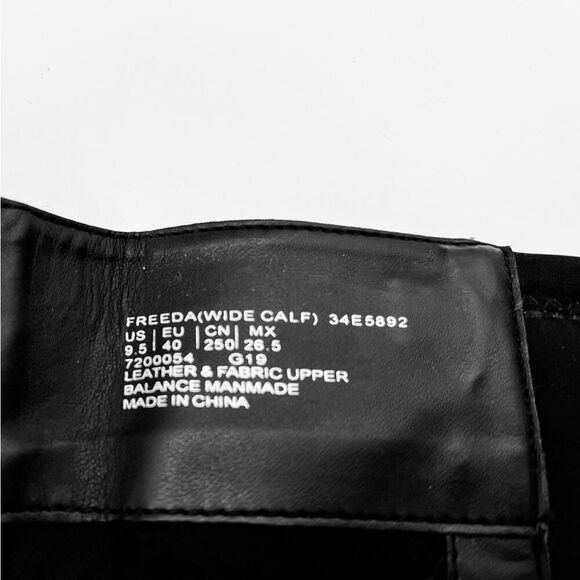 FREEDA(WIDE CALF) 34E5892
US | EU | CN | MX
9.5 | 40 | 250 | 26.5
7200054 G19
LEATHER & FABRIC UPPER
BALANCE MANMADE
MADE IN CHINA